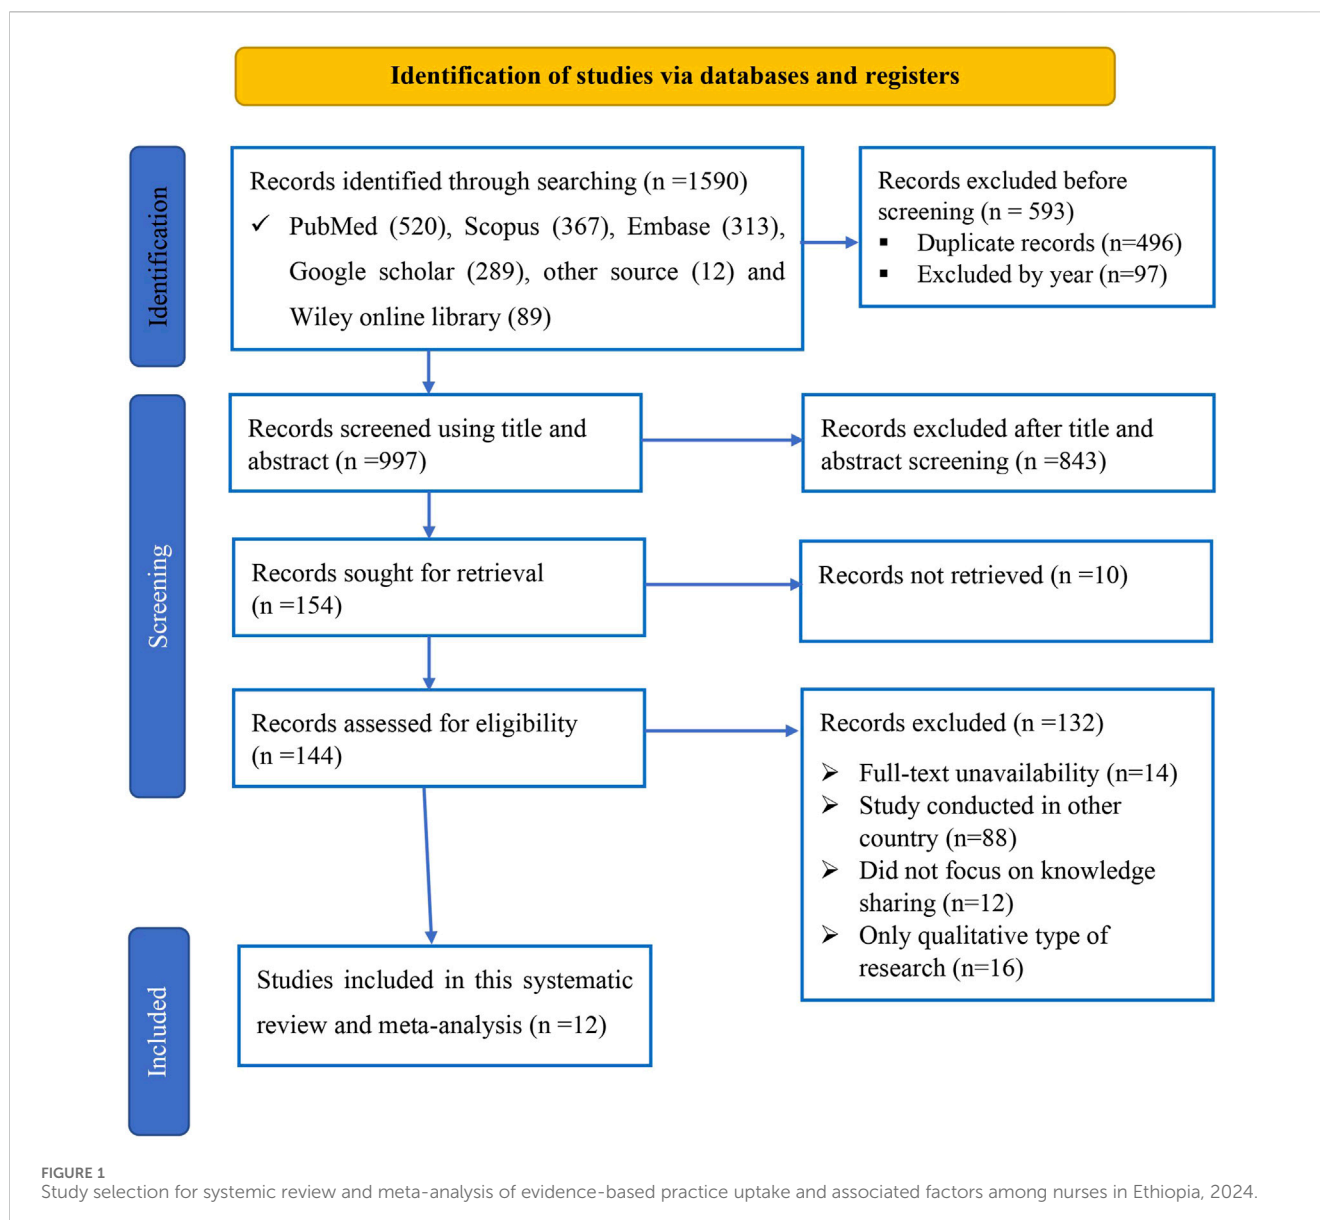 Identification of studies via databases and registers
Identification
Records identified through searching (n =1590)
✓ PubMed (520), Scopus (367), Embase (313),
Google scholar (289), other source (12) and
Wiley online library (89)
Records excluded before
screening (n = 593)
▪ Duplicate records (n=496)
▪ Excluded by year (n=97)
Screening
Records screened using title and
abstract (n =997)
Records excluded after title and
abstract screening (n =843)
Records sought for retrieval
(n =154)
Records not retrieved (n =10)
Records assessed for eligibility
(n =144)
Records excluded (n =132)
➢ Full-text unavailability (n=14)
➢ Study conducted in other
country (n=88)
➢ Did not focus on knowledge
sharing (n=12)
➢ Only qualitative type of
research (n=16)
Included
Studies included in this systematic
review and meta-analysis (n =12)
FIGURE 1
Study selection for systemic review and meta-analysis of evidence-based practice uptake and associated factors among nurses in Ethiopia, 2024.